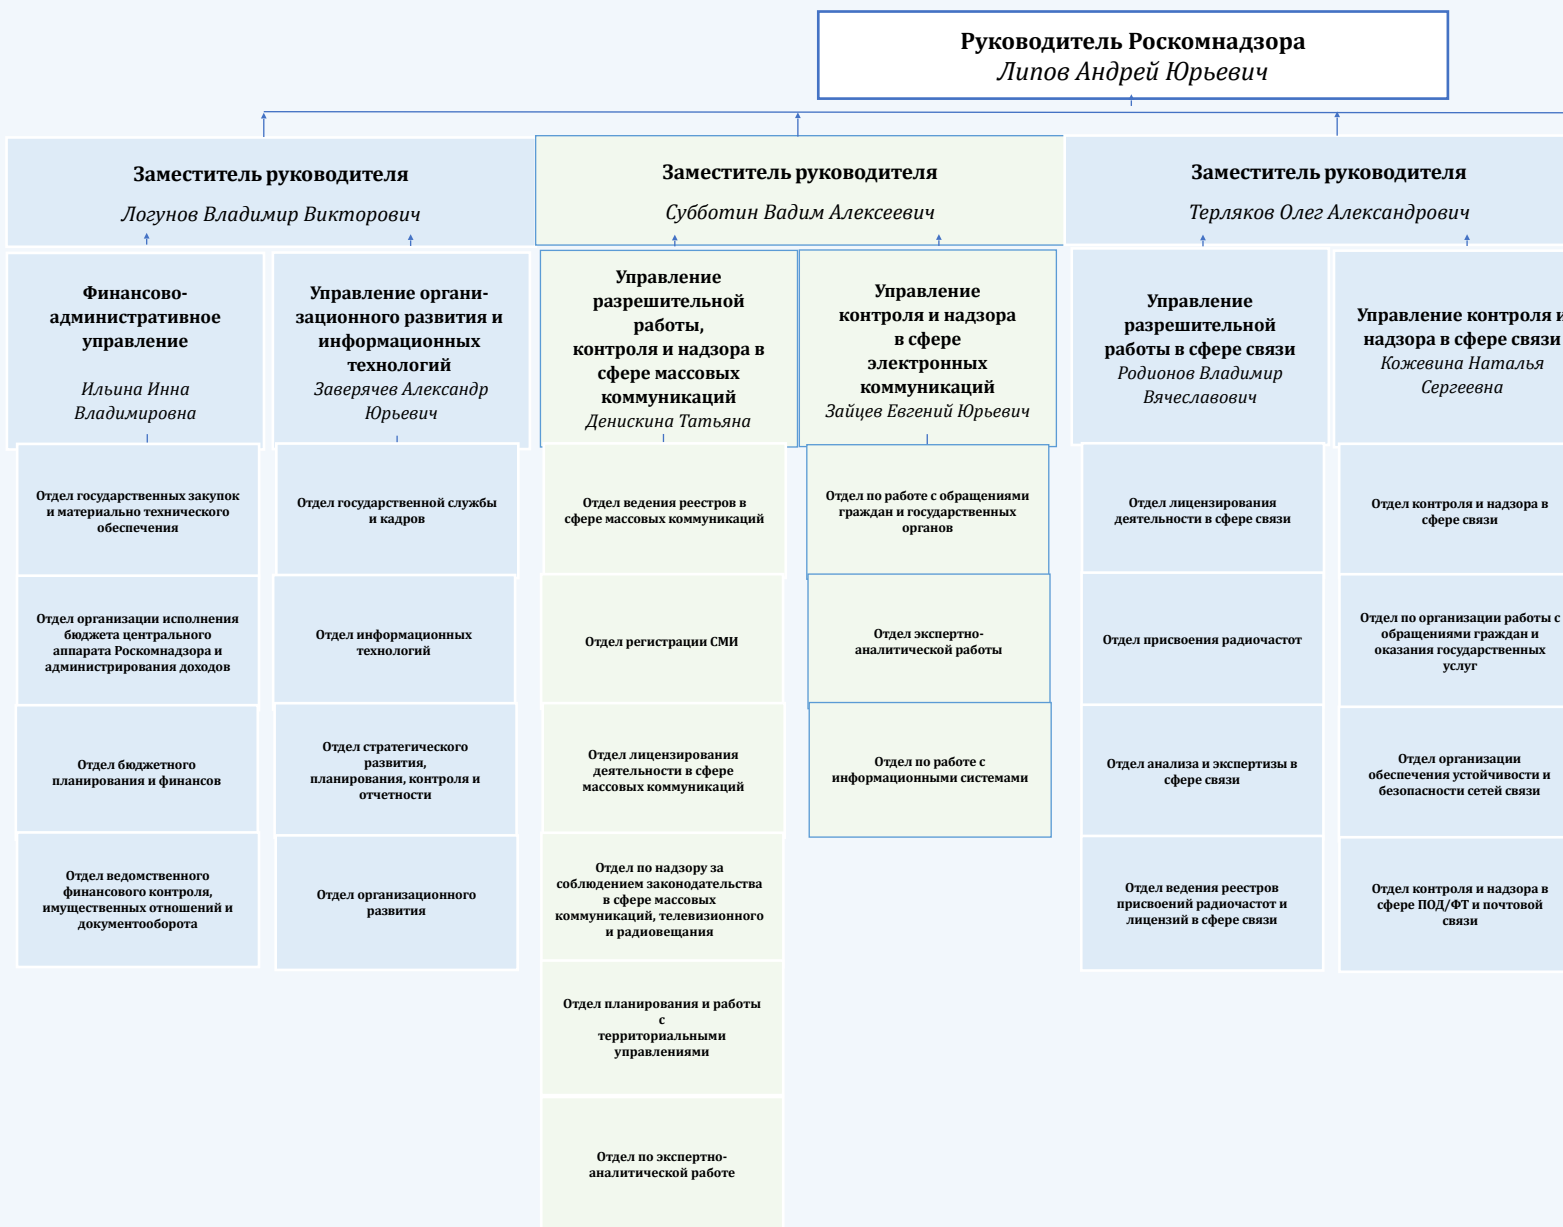 Руководитель Роскомнадзора
Липов Андрей Юрьевич
Заместитель руководителя
Логунов Владимир Викторович
Заместитель руководителя
Субботин Вадим Алексеевич
Заместитель руководителя
Терляков Олег Александрович
Финансово-
административное
управление
Ильина Инна
Владимировна
Управление органи-
зационного развития и
информационных
технологий
Заверячев Александр
Юрьевич
Управление
разрешительной
работы,
контроля и надзора в
сфере массовых
коммуникаций
Денискина Татьяна
Управление
контроля и надзора
в сфере
электронных
коммуникаций
Зайцев Евгений Юрьевич
Управление
разрешительной
работы в сфере связи
Родионов Владимир
Вячеславович
Управление контроля и
надзора в сфере связи
Кожевина Наталья
Сергеевна
Отдел государственных закупок
и материально технического
обеспечения
Отдел государственной службы
и кадров
Отдел ведения реестров в
сфере массовых коммуникаций
Отдел по работе с обращениями
граждан и государственных
органов
Отдел лицензирования
деятельности в сфере связи
Отдел контроля и надзора в
сфере связи
Отдел организации исполнения
бюджета центрального
аппарата Роскомнадзора и
администрирования доходов
Отдел информационных
технологий
Отдел регистрации СМИ
Отдел экспертно-
аналитической работы
Отдел присвоения радиочастот
Отдел по организации работы с
обращениями граждан и
оказания государственных
услуг
Отдел бюджетного
планирования и финансов
Отдел стратегического
развития,
планирования, контроля и
отчетности
Отдел лицензирования
деятельности в сфере
массовых коммуникаций
Отдел по работе с
информационными системами
Отдел анализа и экспертизы в
сфере связи
Отдел организации
обеспечения устойчивости и
безопасности сетей связи
Отдел ведомственного
финансового контроля,
имущественных отношений и
документооборота
Отдел организационного
развития
Отдел по надзору за
соблюдением законодательства
в сфере массовых
коммуникаций, телевизионного
и радиовещания
Отдел ведения реестров
присвоений радиочастот и
лицензий в сфере связи
Отдел контроля и надзора в
сфере ПОД/ФТ и почтовой
связи
Отдел планирования и работы
с
территориальными
управлениями
Отдел по экспертно-
аналитической работе